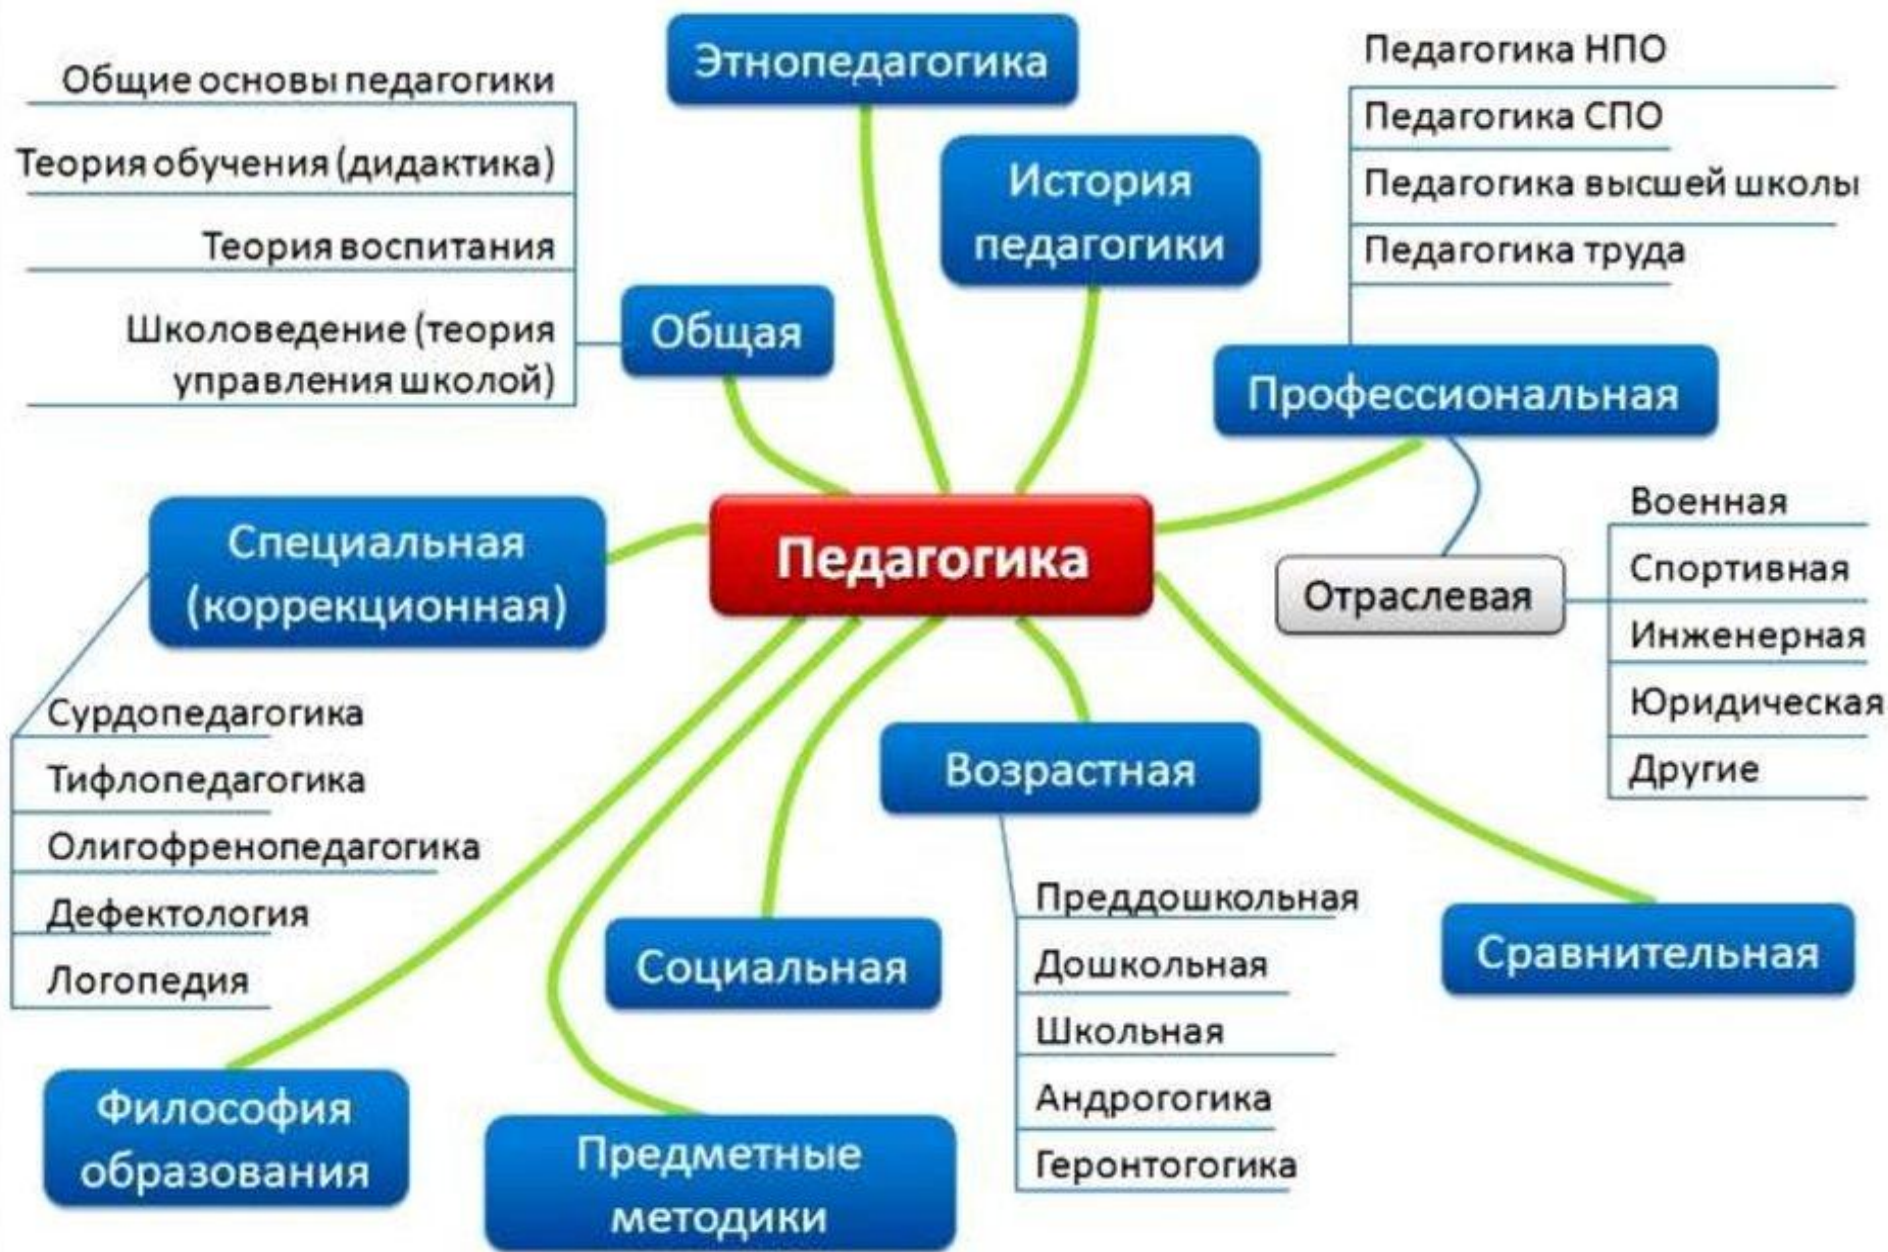 Этнопедагогика
История
педагогики
Общие основы педагогики
Теория обучения (дидактика)
Теория воспитания
Школоведение (теория
управления школой)
Общая
Педагогика НПО
Педагогика СПО
Педагогика высшей школы
Педагогика труда
Профессиональная
Отраслевая
Военная
Спортивная
Инженерная
Юридическая
Другие
Педагогика
Специальная
(коррекционная)
Сурдопедагогика
Тифлопедагогика
Олигофренопедагогика
Дефектология
Логопедия
Возрастная
Преддошкольная
Дошкольная
Школьная
Андрогогика
Геронтогогика
Социальная
Сравнительная
Философия
образования
Предметные
методики